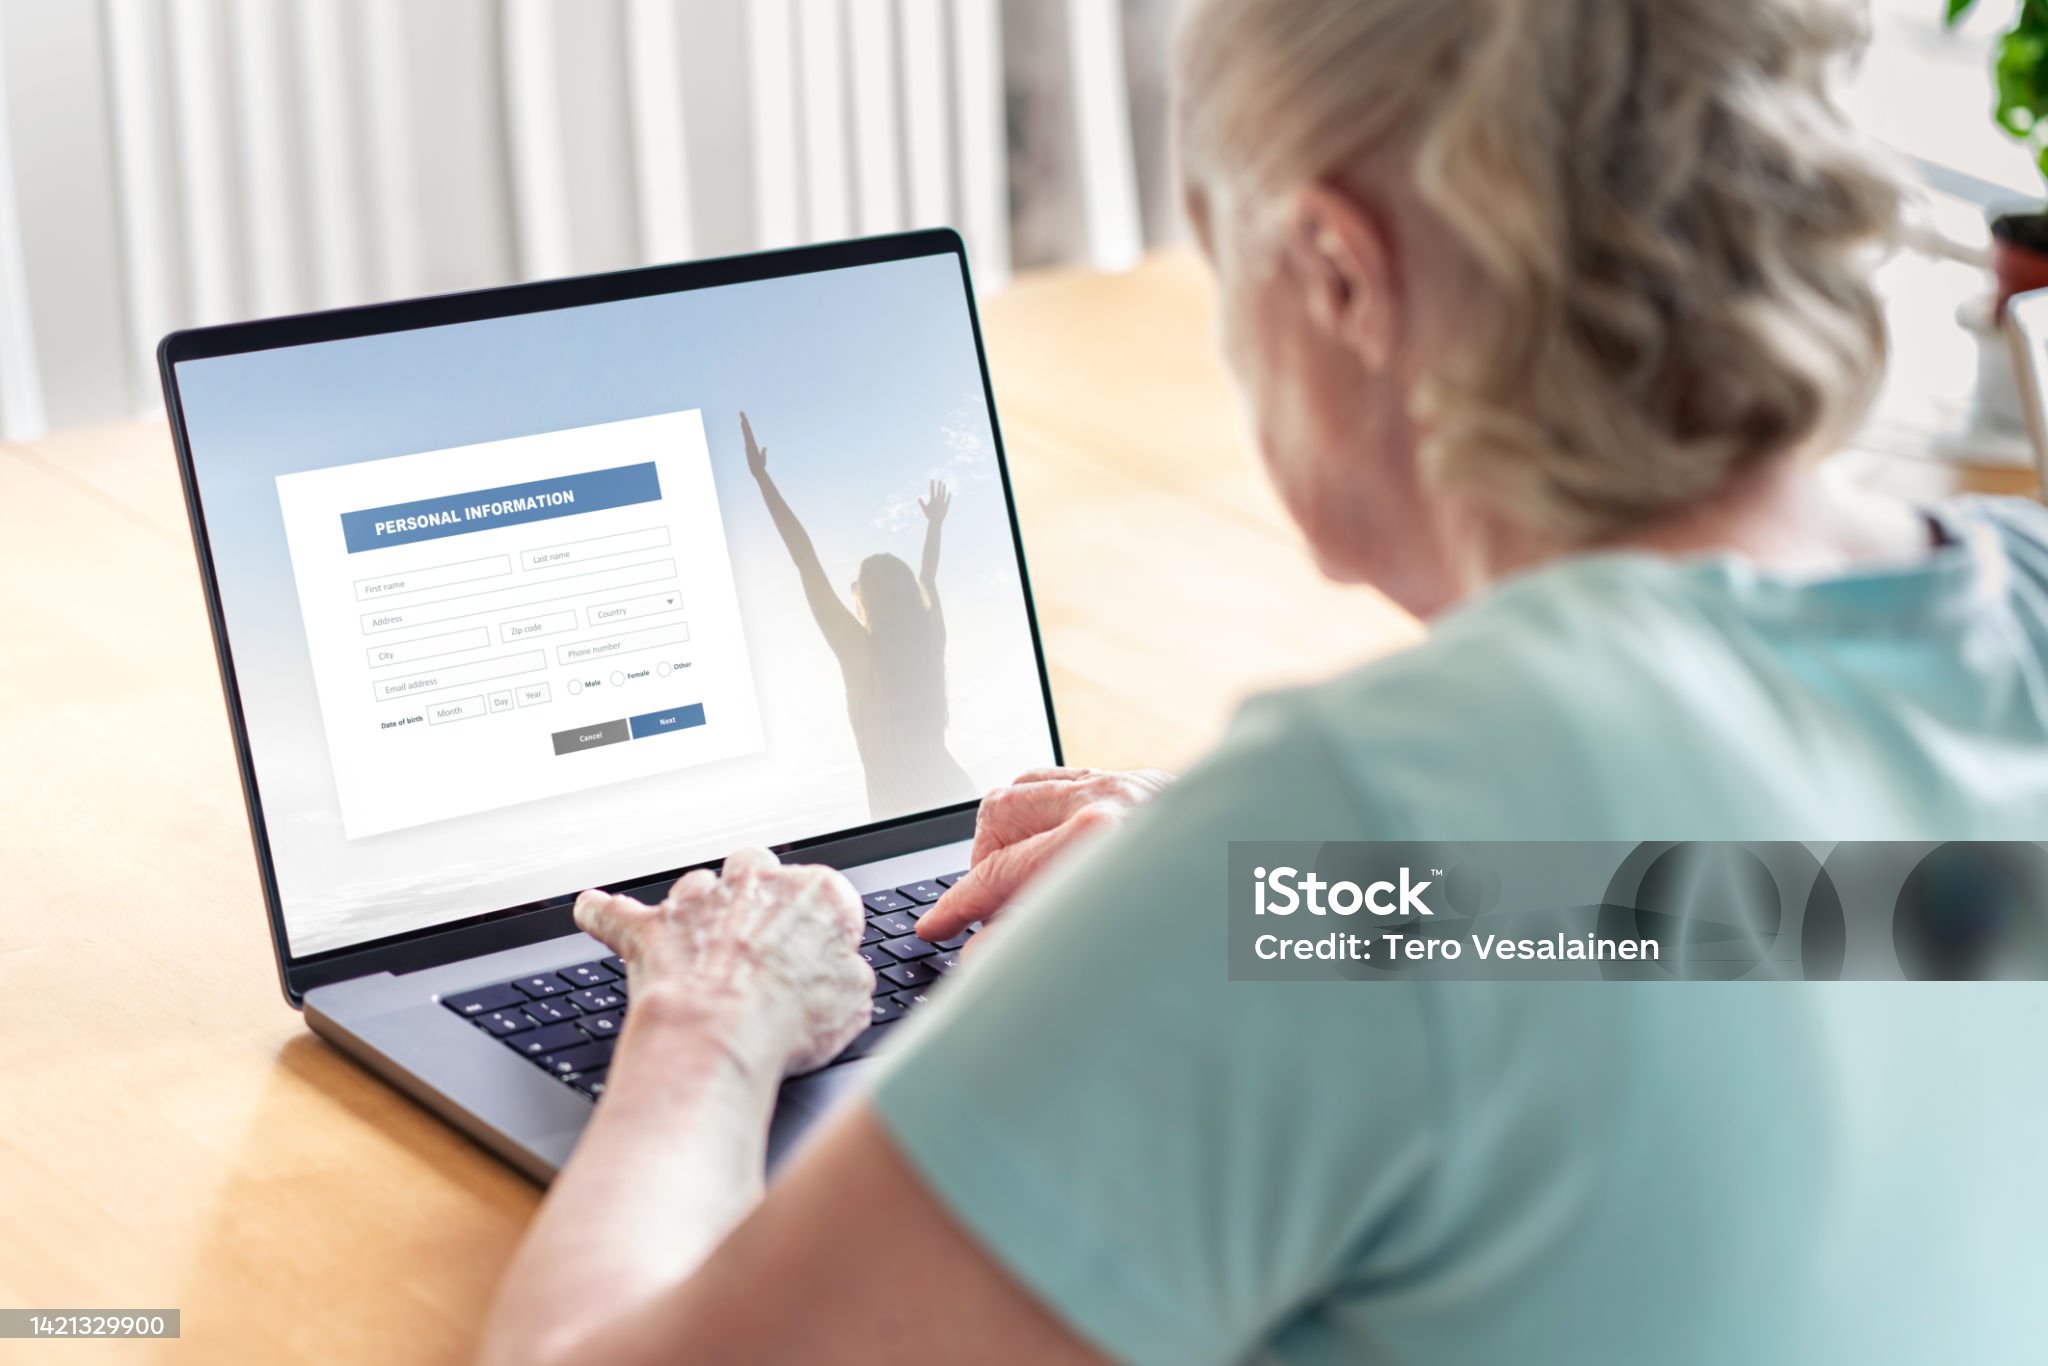 PERSONAL INFORMATION
First name
Last name
Address
City
Zip code
Country
Email address
Phone number
Date of birth
Month
Day
Year
Male
Female
Other
Cancel
Next
iStock™
Credit: Tero Vesalainen
1421329900